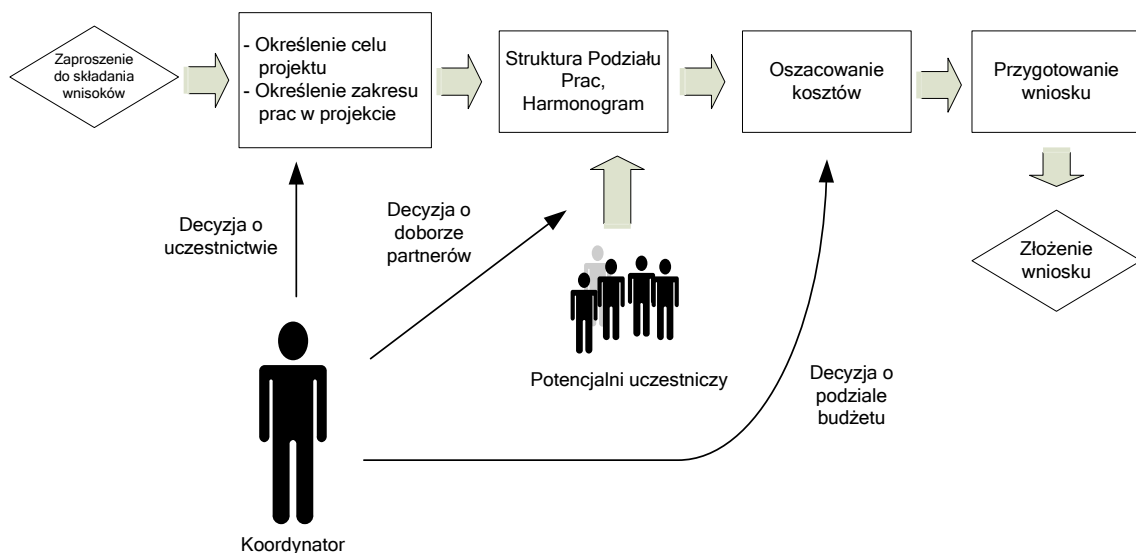 Zaproszenie
do składania
wnisoków
- Określenie celu
projektu
- Określenie zakresu
prac w projekcie
Struktura Podziału
Prac,
Harmonogram
Oszacowanie
kosztów
Przygotowanie
wniosku
Decyzja o
uczestnictwie
Decyzja o
doborze
partnerów
Złożenie
wniosku
Potencjalni uczestniczy
Decyzja o
podziale
budżetu
Koordynator